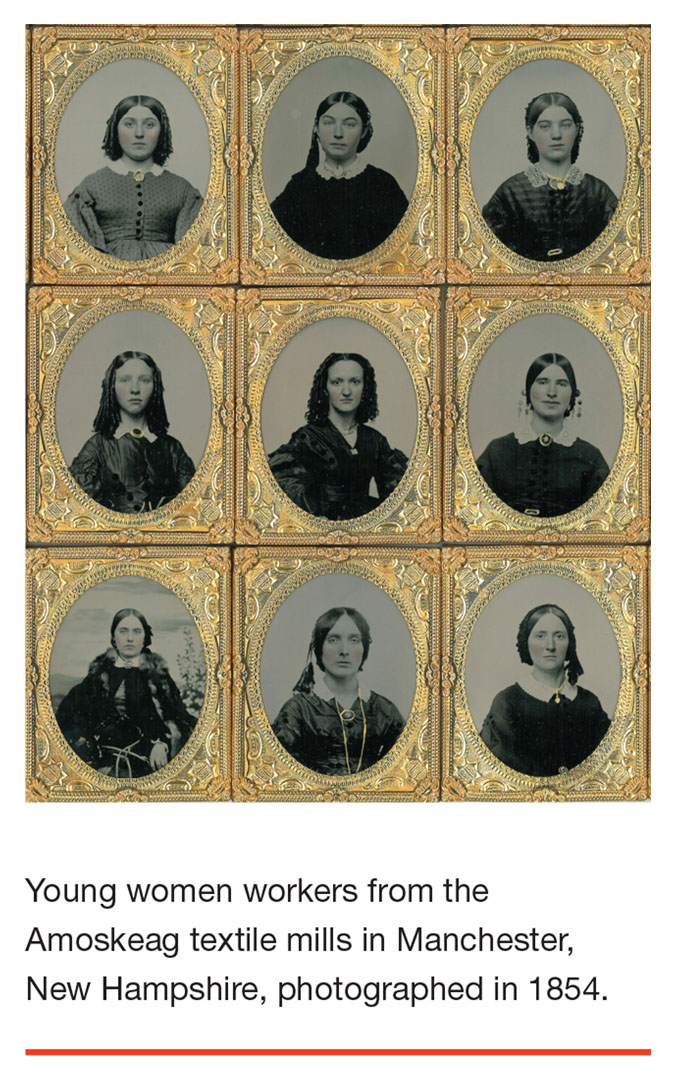 Young women workers from the
Amoskeag textile mills in Manchester,
New Hampshire, photographed in 1854.